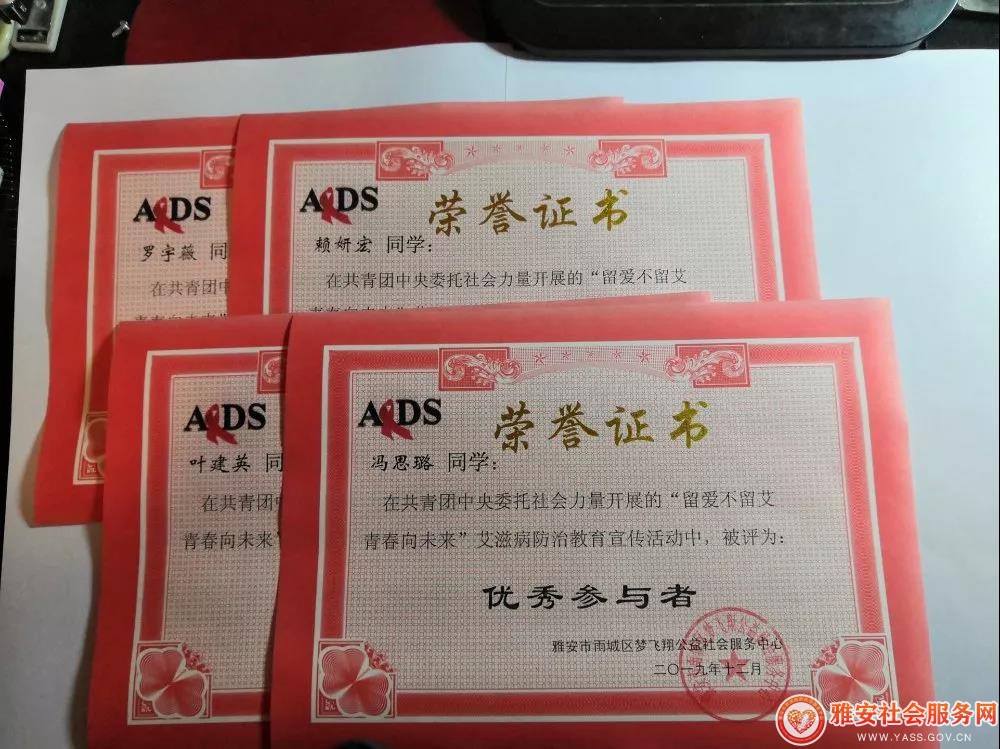 AIDS
罗宇薇 同
在共青团中
AIDS
荣誉证书
赖妍宏 同学:
在共青团中央委托社会力量开展的“留爱不留艾
AIDS
叶建英 同
在共青团中
青春向未来”
AIDS
荣誉证书
冯思璐 同学:
在共青团中央委托社会力量开展的“留爱不留艾
青春向未来”艾滋病防治教育宣传活动中，被评为:
优秀参与者
雅安市雨城区梦飞翔公益社会服务中心
二〇一九年十二月
雅安社会服务网
WWW.YASS.GOV.CN